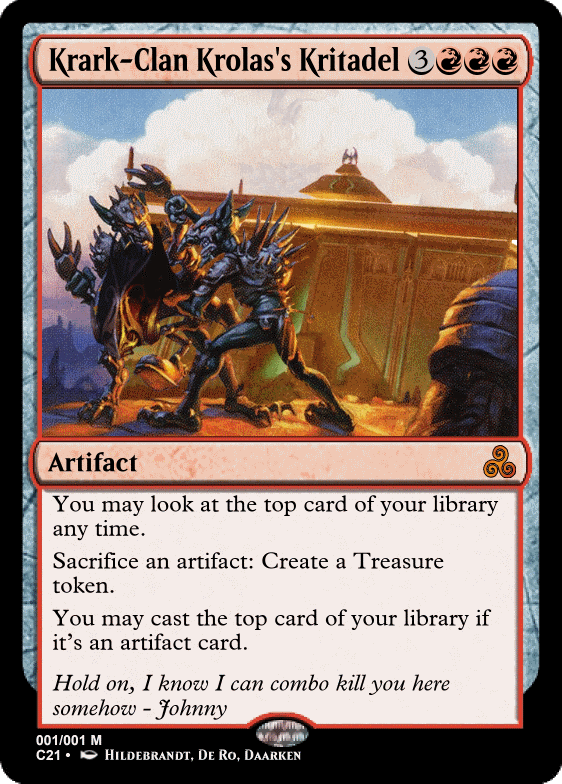 Krark-Clan Krolas's Kritadel 3
Artifact
You may look at the top card of your library
any time.
Sacrifice an artifact: Create a Treasure
token.
You may cast the top card of your library if
it's an artifact card.
Hold on, I know I can combo kill you here
somehow - Johnny
001/001 M
C21 • Hildebrandt, De Ro, Daarken